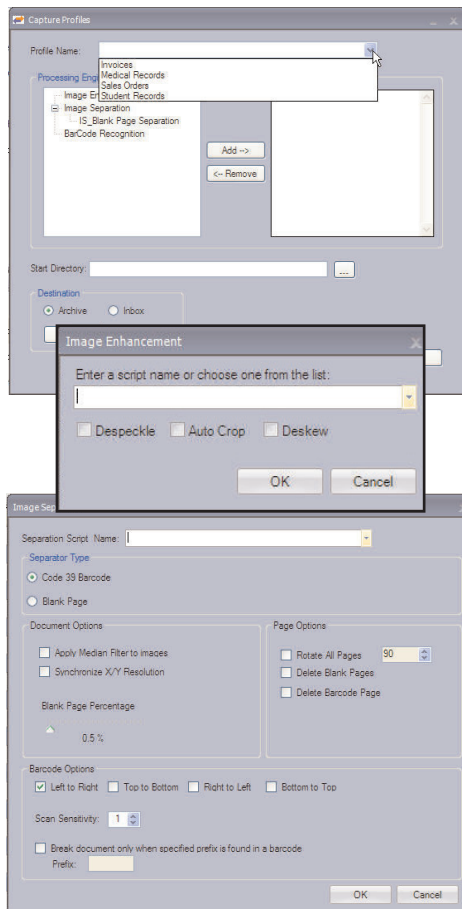 Capture Profiles
Profile Name:
Invoices
Medical Records
Sales Orders
Student Records
Processing Engi
Image En
Image Separation
IS_Blank Page Separation
BarCode Recogntion
Add -->
<-- Remove
Start Directory:
...
Destination
Archive Inbox
Image Enhancement
Enter a script name or choose one from the list:
Despeckle Auto Crop Deskew
OK Cancel
Image Sep
Separation Script Name:
Separator Type
Code 39 Barcode
Blank Page
Document Options
Apply Median Filter to images
Synchronize X/Y Resolution
Blank Page Percentage
0.5 %
Page Options
Rotate All Pages 90
Delete Blank Pages
Delete Barcode Page
Barcode Options
Left to Right Top to Bottom Right to Left Bottom to Top
Scan Sensitivity: 1
Break document only when specified prefix is found in a barcode
Prefix:
OK Cancel